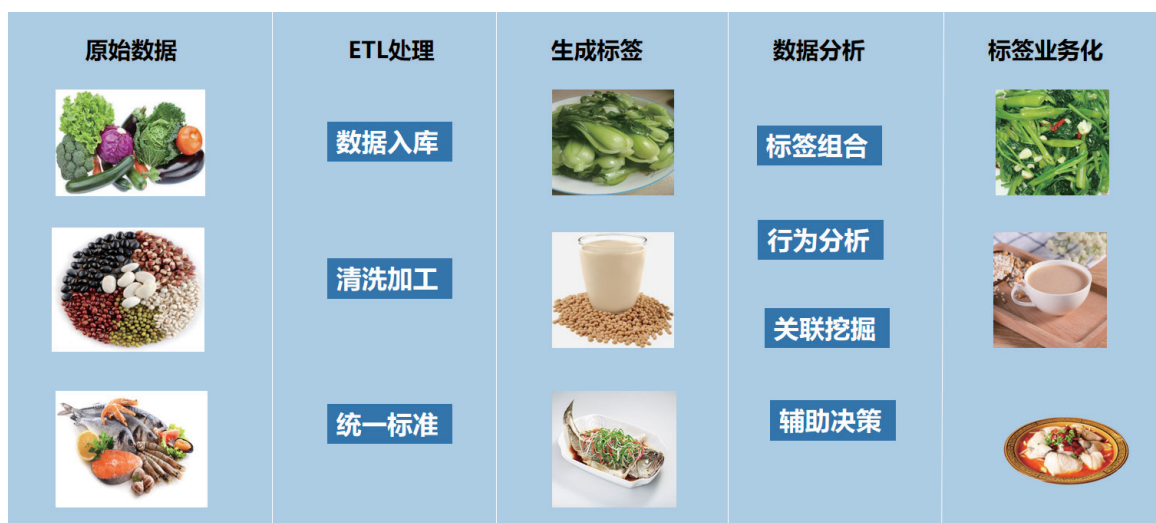 原始数据
ETL处理
生成标签
数据分析
标签业务化
数据入库
标签组合
行为分析
清洗加工
关联挖掘
统一标准
辅助决策